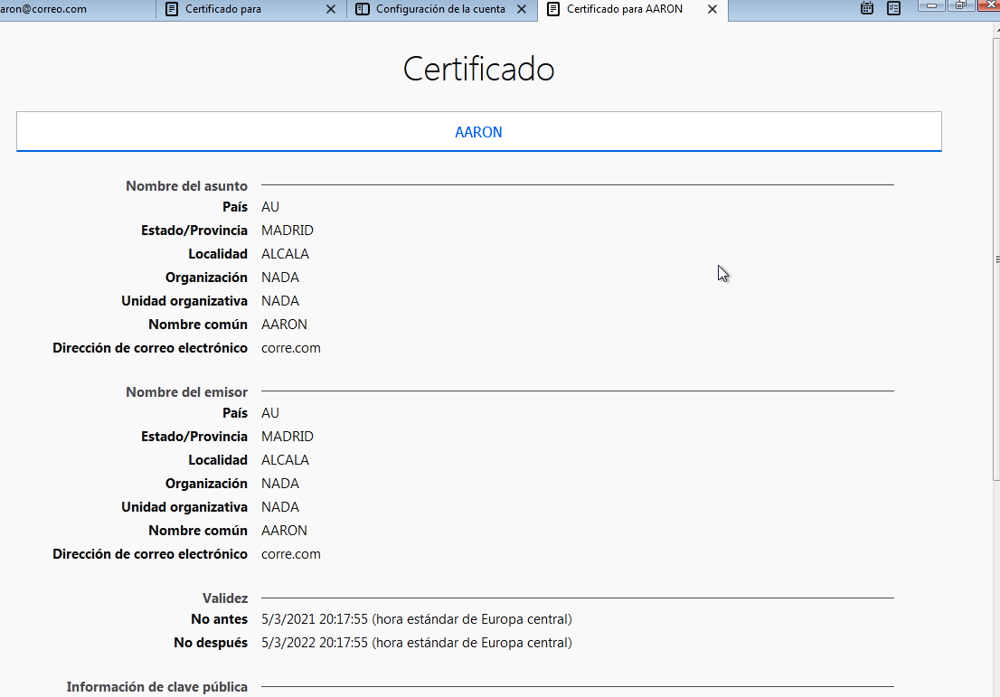 aron@correo.com Certificado para Configuración de la cuenta Certificado para AARON
Certificado
AARON
Nombre del asunto
País AU
Estado/Provincia MADRID
Localidad ALCALA
Organización NADA
Unidad organizativa NADA
Nombre común AARON
Dirección de correo electrónico corre.com
Nombre del emisor
País AU
Estado/Provincia MADRID
Localidad ALCALA
Organización NADA
Unidad organizativa NADA
Nombre común AARON
Dirección de correo electrónico corre.com
Validez
No antes 5/3/2021 20:17:55 (hora estándar de Europa central)
No después 5/3/2022 20:17:55 (hora estándar de Europa central)
Información de clave pública